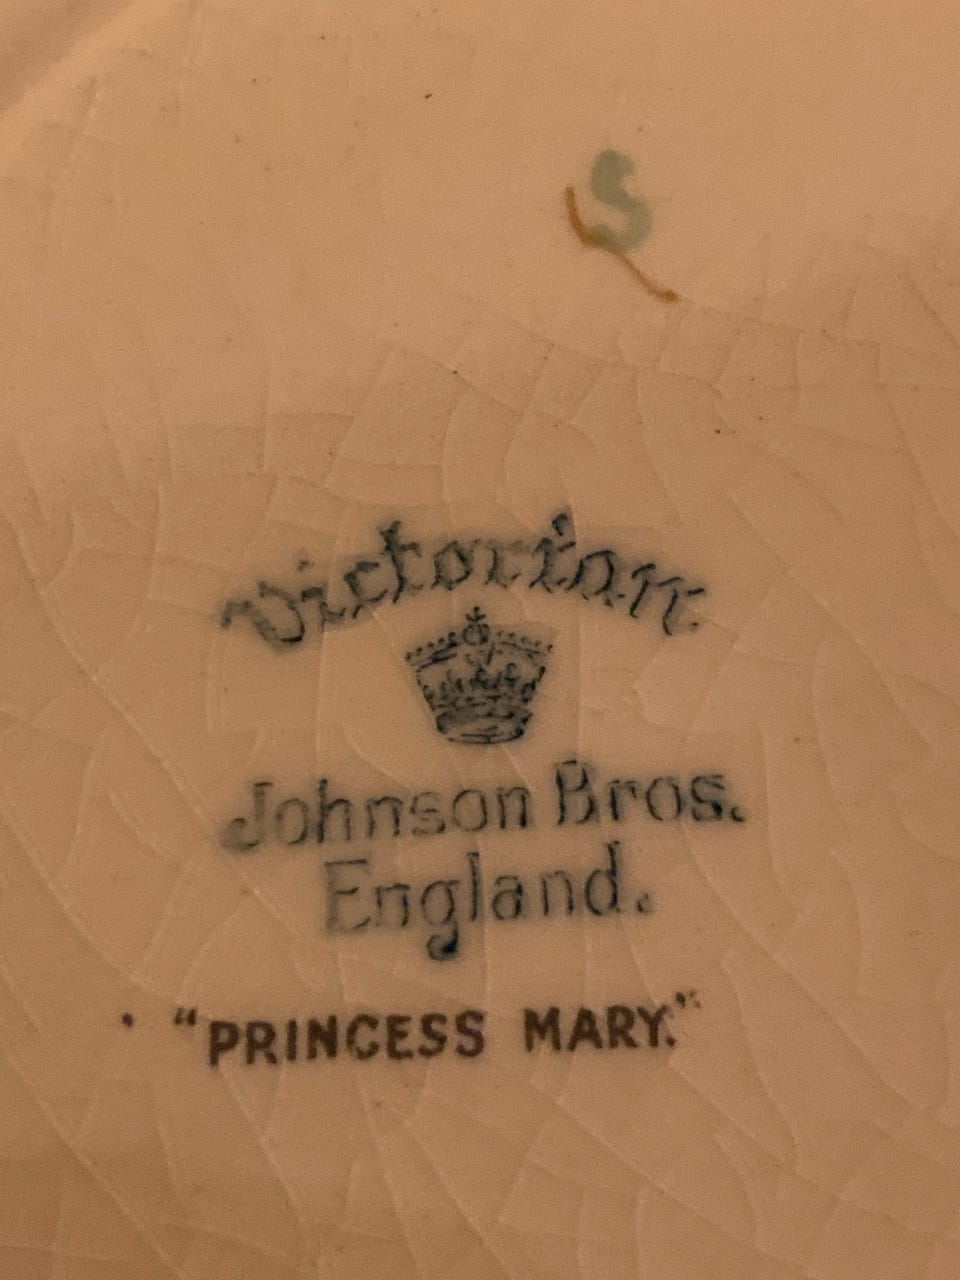 S
Victorian
Johnson Bros.
England.
"PRINCESS MARY."